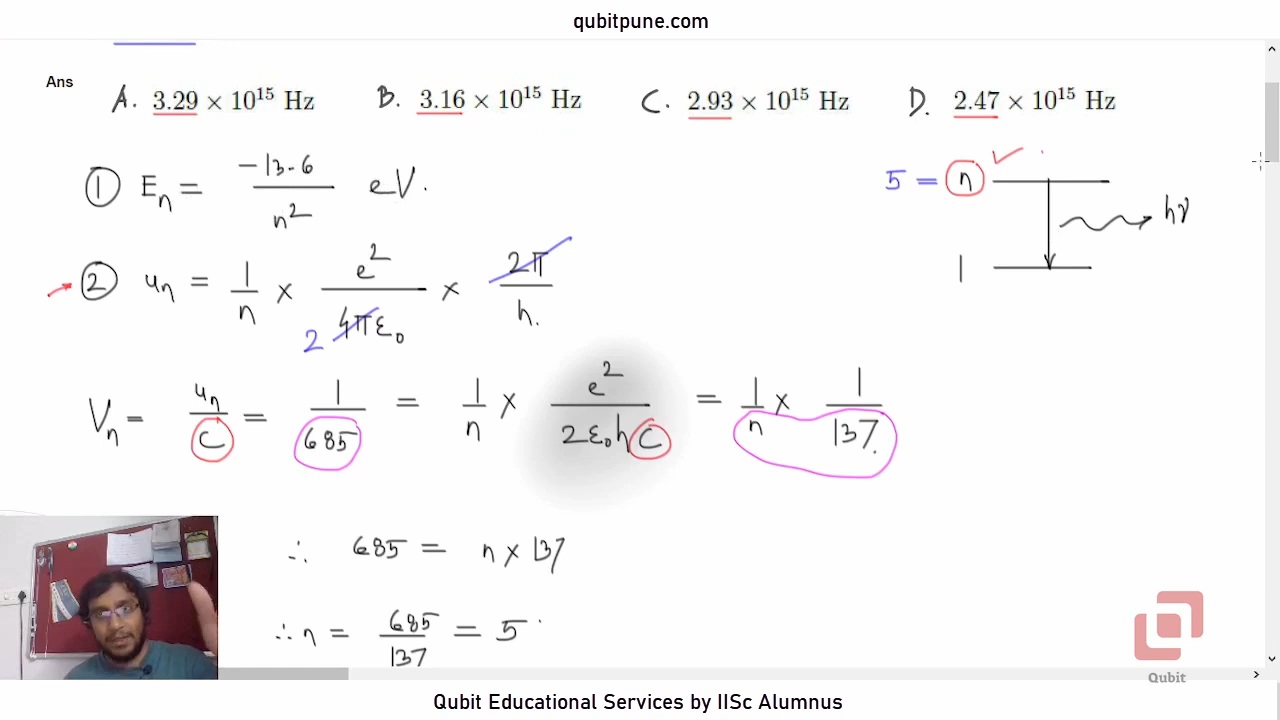 qubitpune.com
Ans
A. 3.29 × 10¹⁵ Hz B. 3.16 × 10¹⁵ Hz C. 2.93 × 10¹⁵ Hz D. 2.47 × 10¹⁵ Hz
① Eₙ = -13.6 / n² eV.
5 = n
hν
1
② uₙ = 1/n × e² / 4πε₀ × 2π / h.
2
Vₙ = uₙ / C = 1 / 685 = 1/n × e² / 2ε₀hC = 1/n × 1 / 137.
∴ 685 = n × 137
∴ n = 685 / 137 = 5
Qubit
Qubit Educational Services by IISc Alumnus